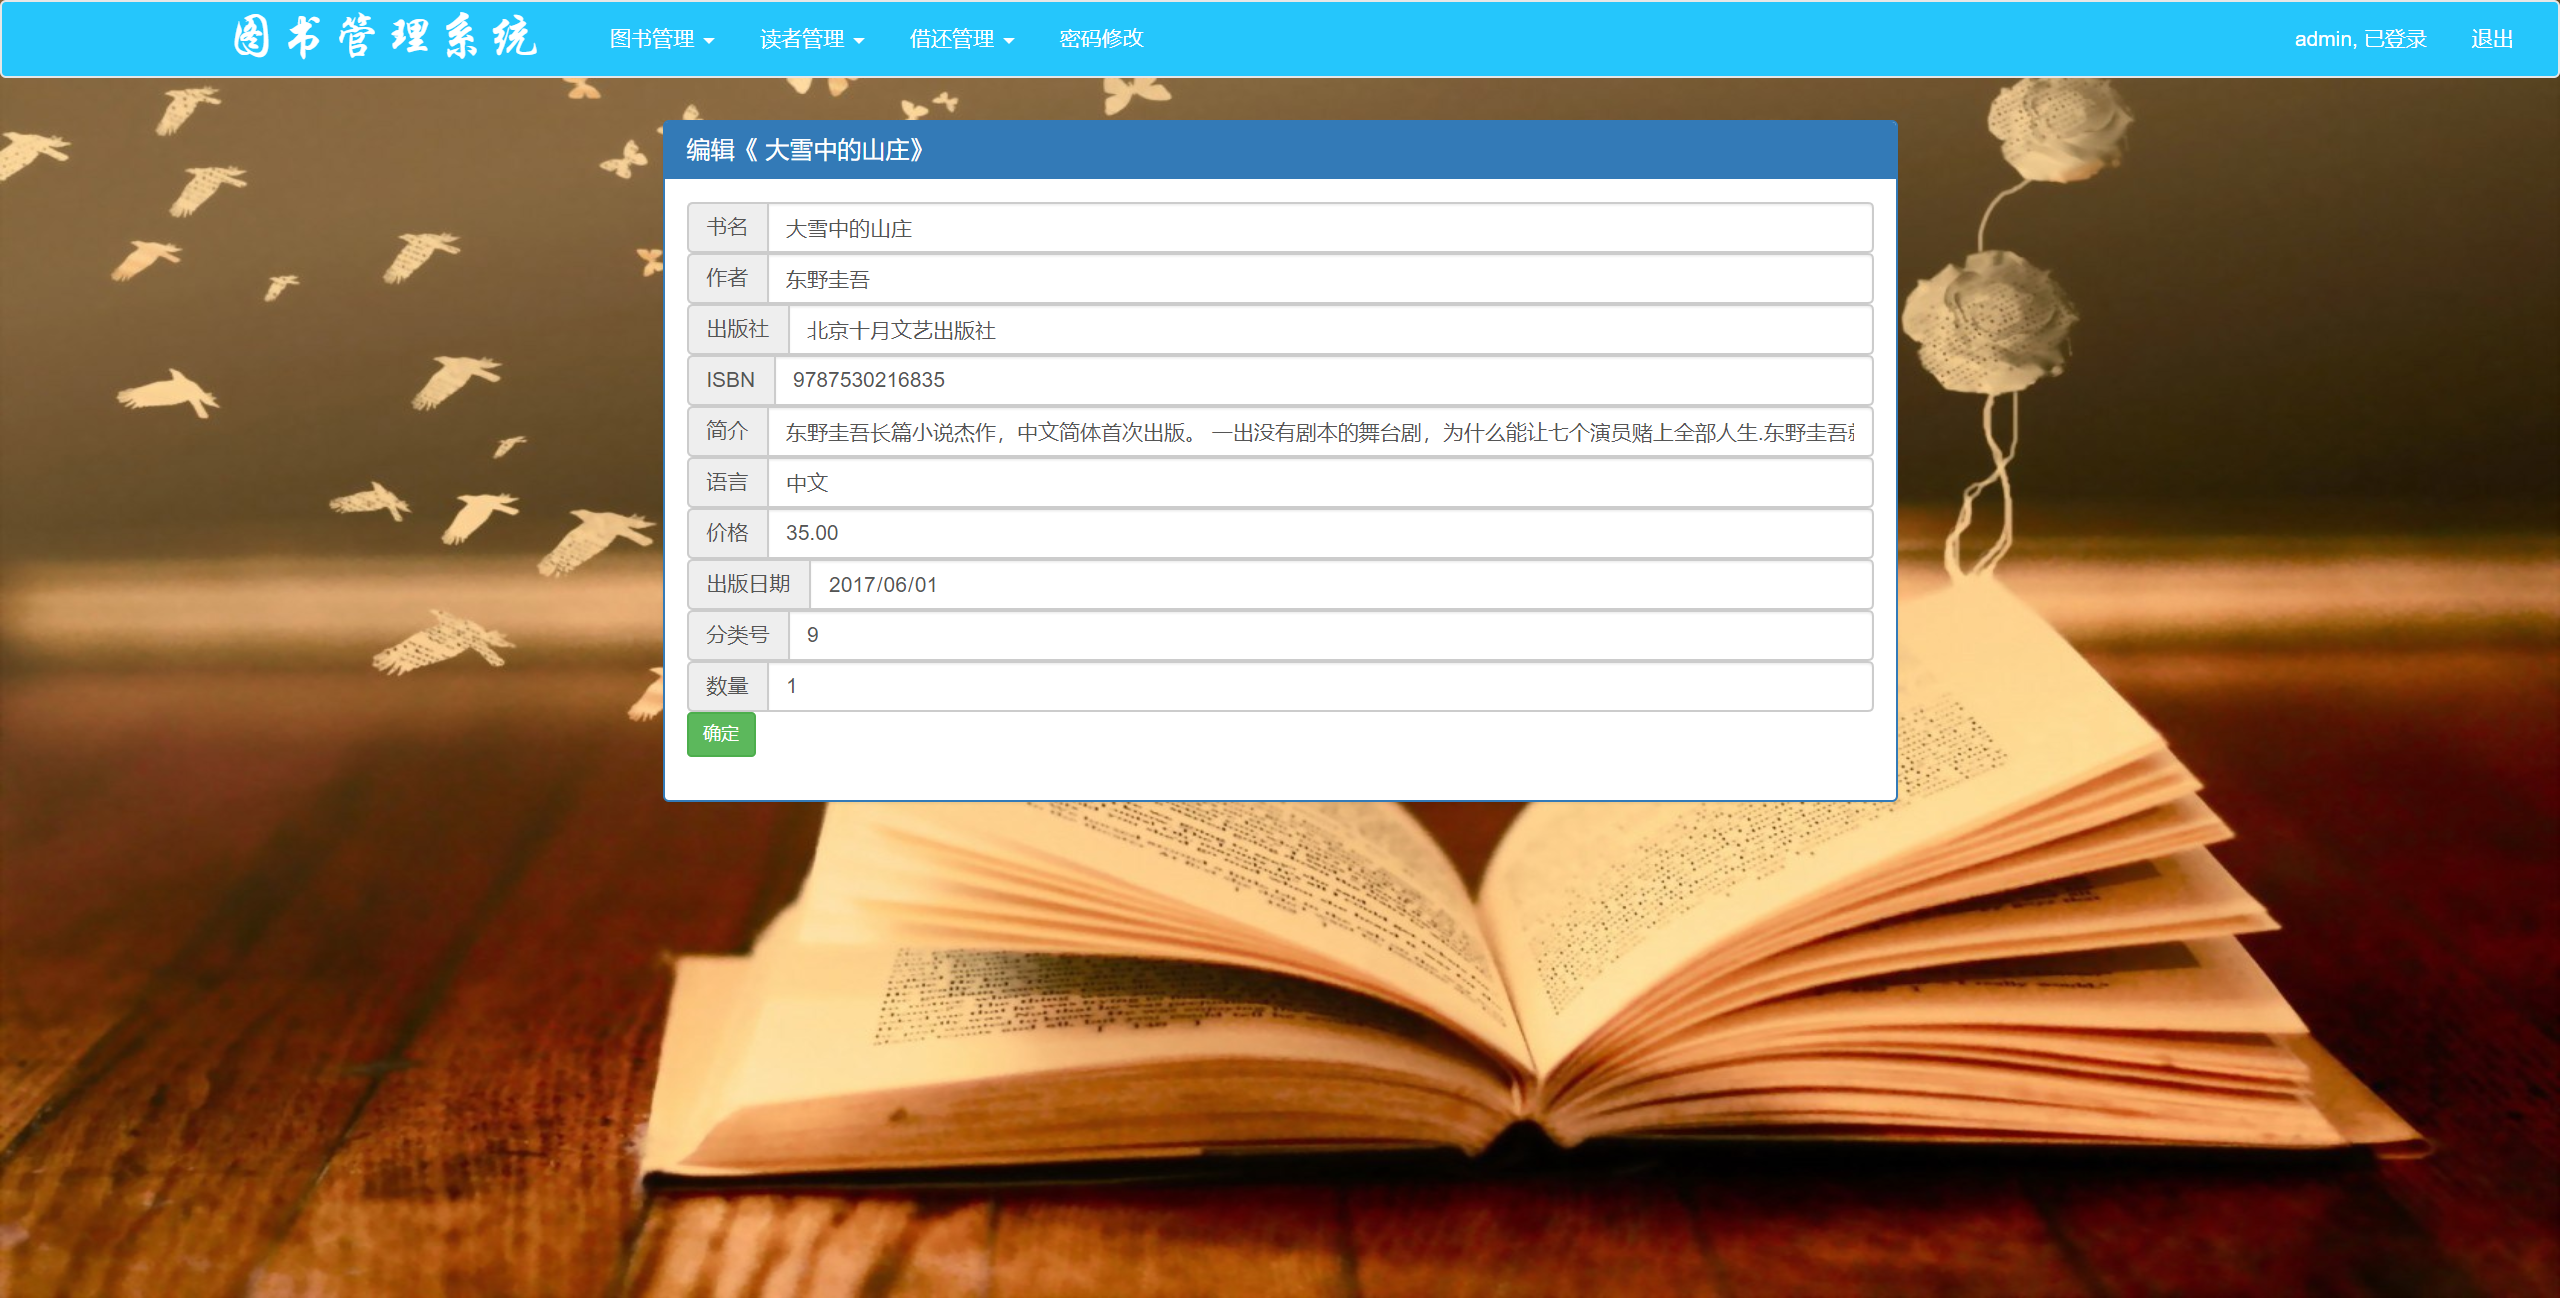 图书管理系统 图书管理 读者管理 借还管理 密码修改 admin, 已登录 退出
编辑《 大雪中的山庄》
书名 大雪中的山庄
作者 东野圭吾
出版社 北京十月文艺出版社
ISBN 9787530216835
简介 东野圭吾长篇小说杰作，中文简体首次出版。 一出没有剧本的舞台剧，为什么能让七个演员赌上全部人生.东野圭吾
语言 中文
价格 35.00
出版日期 2017/06/01
分类号 9
数量 1
确定